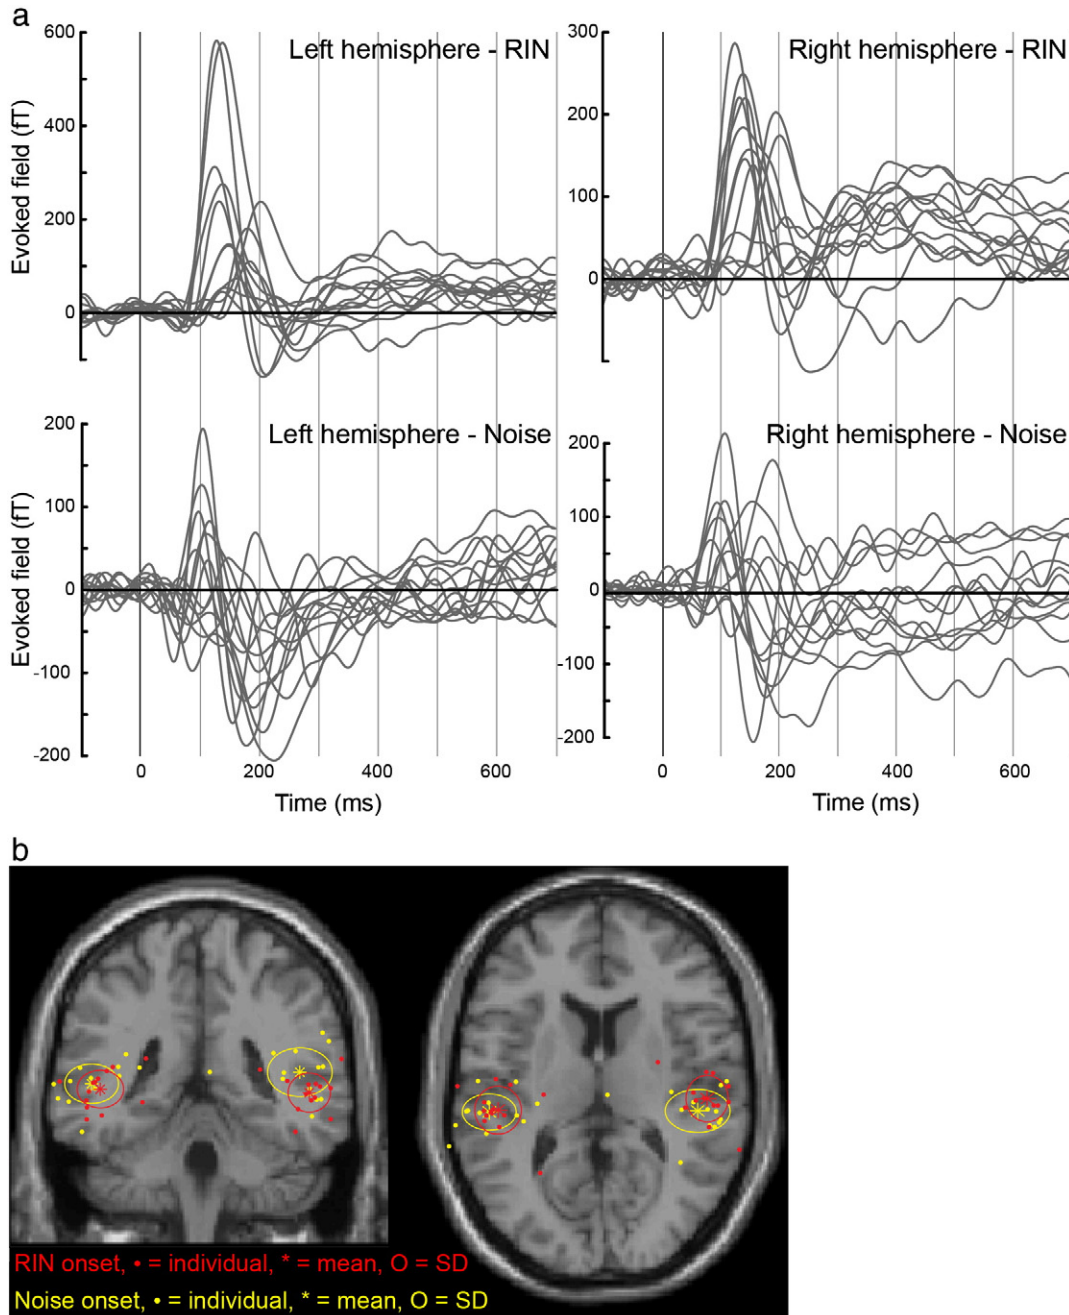 a
Left hemisphere - RIN
Right hemisphere - RIN
Evoked field (fT)
600
400
200
0
300
200
100
0
Left hemisphere - Noise
Right hemisphere - Noise
Evoked field (fT)
200
100
0
-100
-200
200
100
0
-100
-200
0 200 400 600
0 200 400 600
Time (ms)
Time (ms)
b
RIN onset, • = individual, * = mean, O = SD
Noise onset, • = individual, * = mean, O = SD